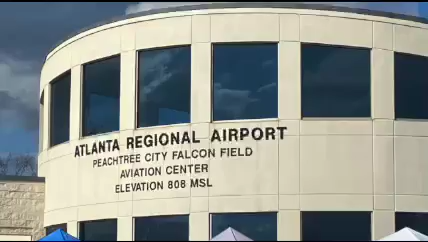 ATLANTA REGIONAL AIRPORT
PEACHTREE CITY FALCON FIELD
AVIATION CENTER
ELEVATION 808 MSL